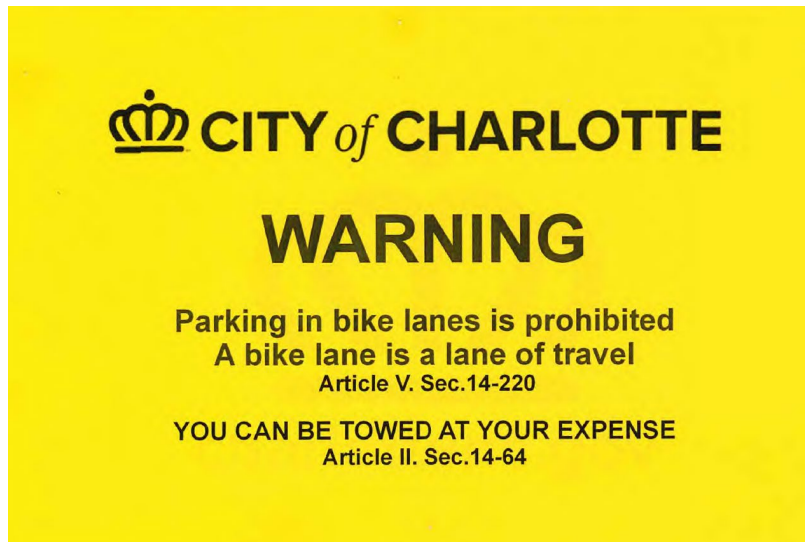 CITY of CHARLOTTE
WARNING
Parking in bike lanes is prohibited
A bike lane is a lane of travel
Article V. Sec.14-220
YOU CAN BE TOWED AT YOUR EXPENSE
Article II. Sec.14-64